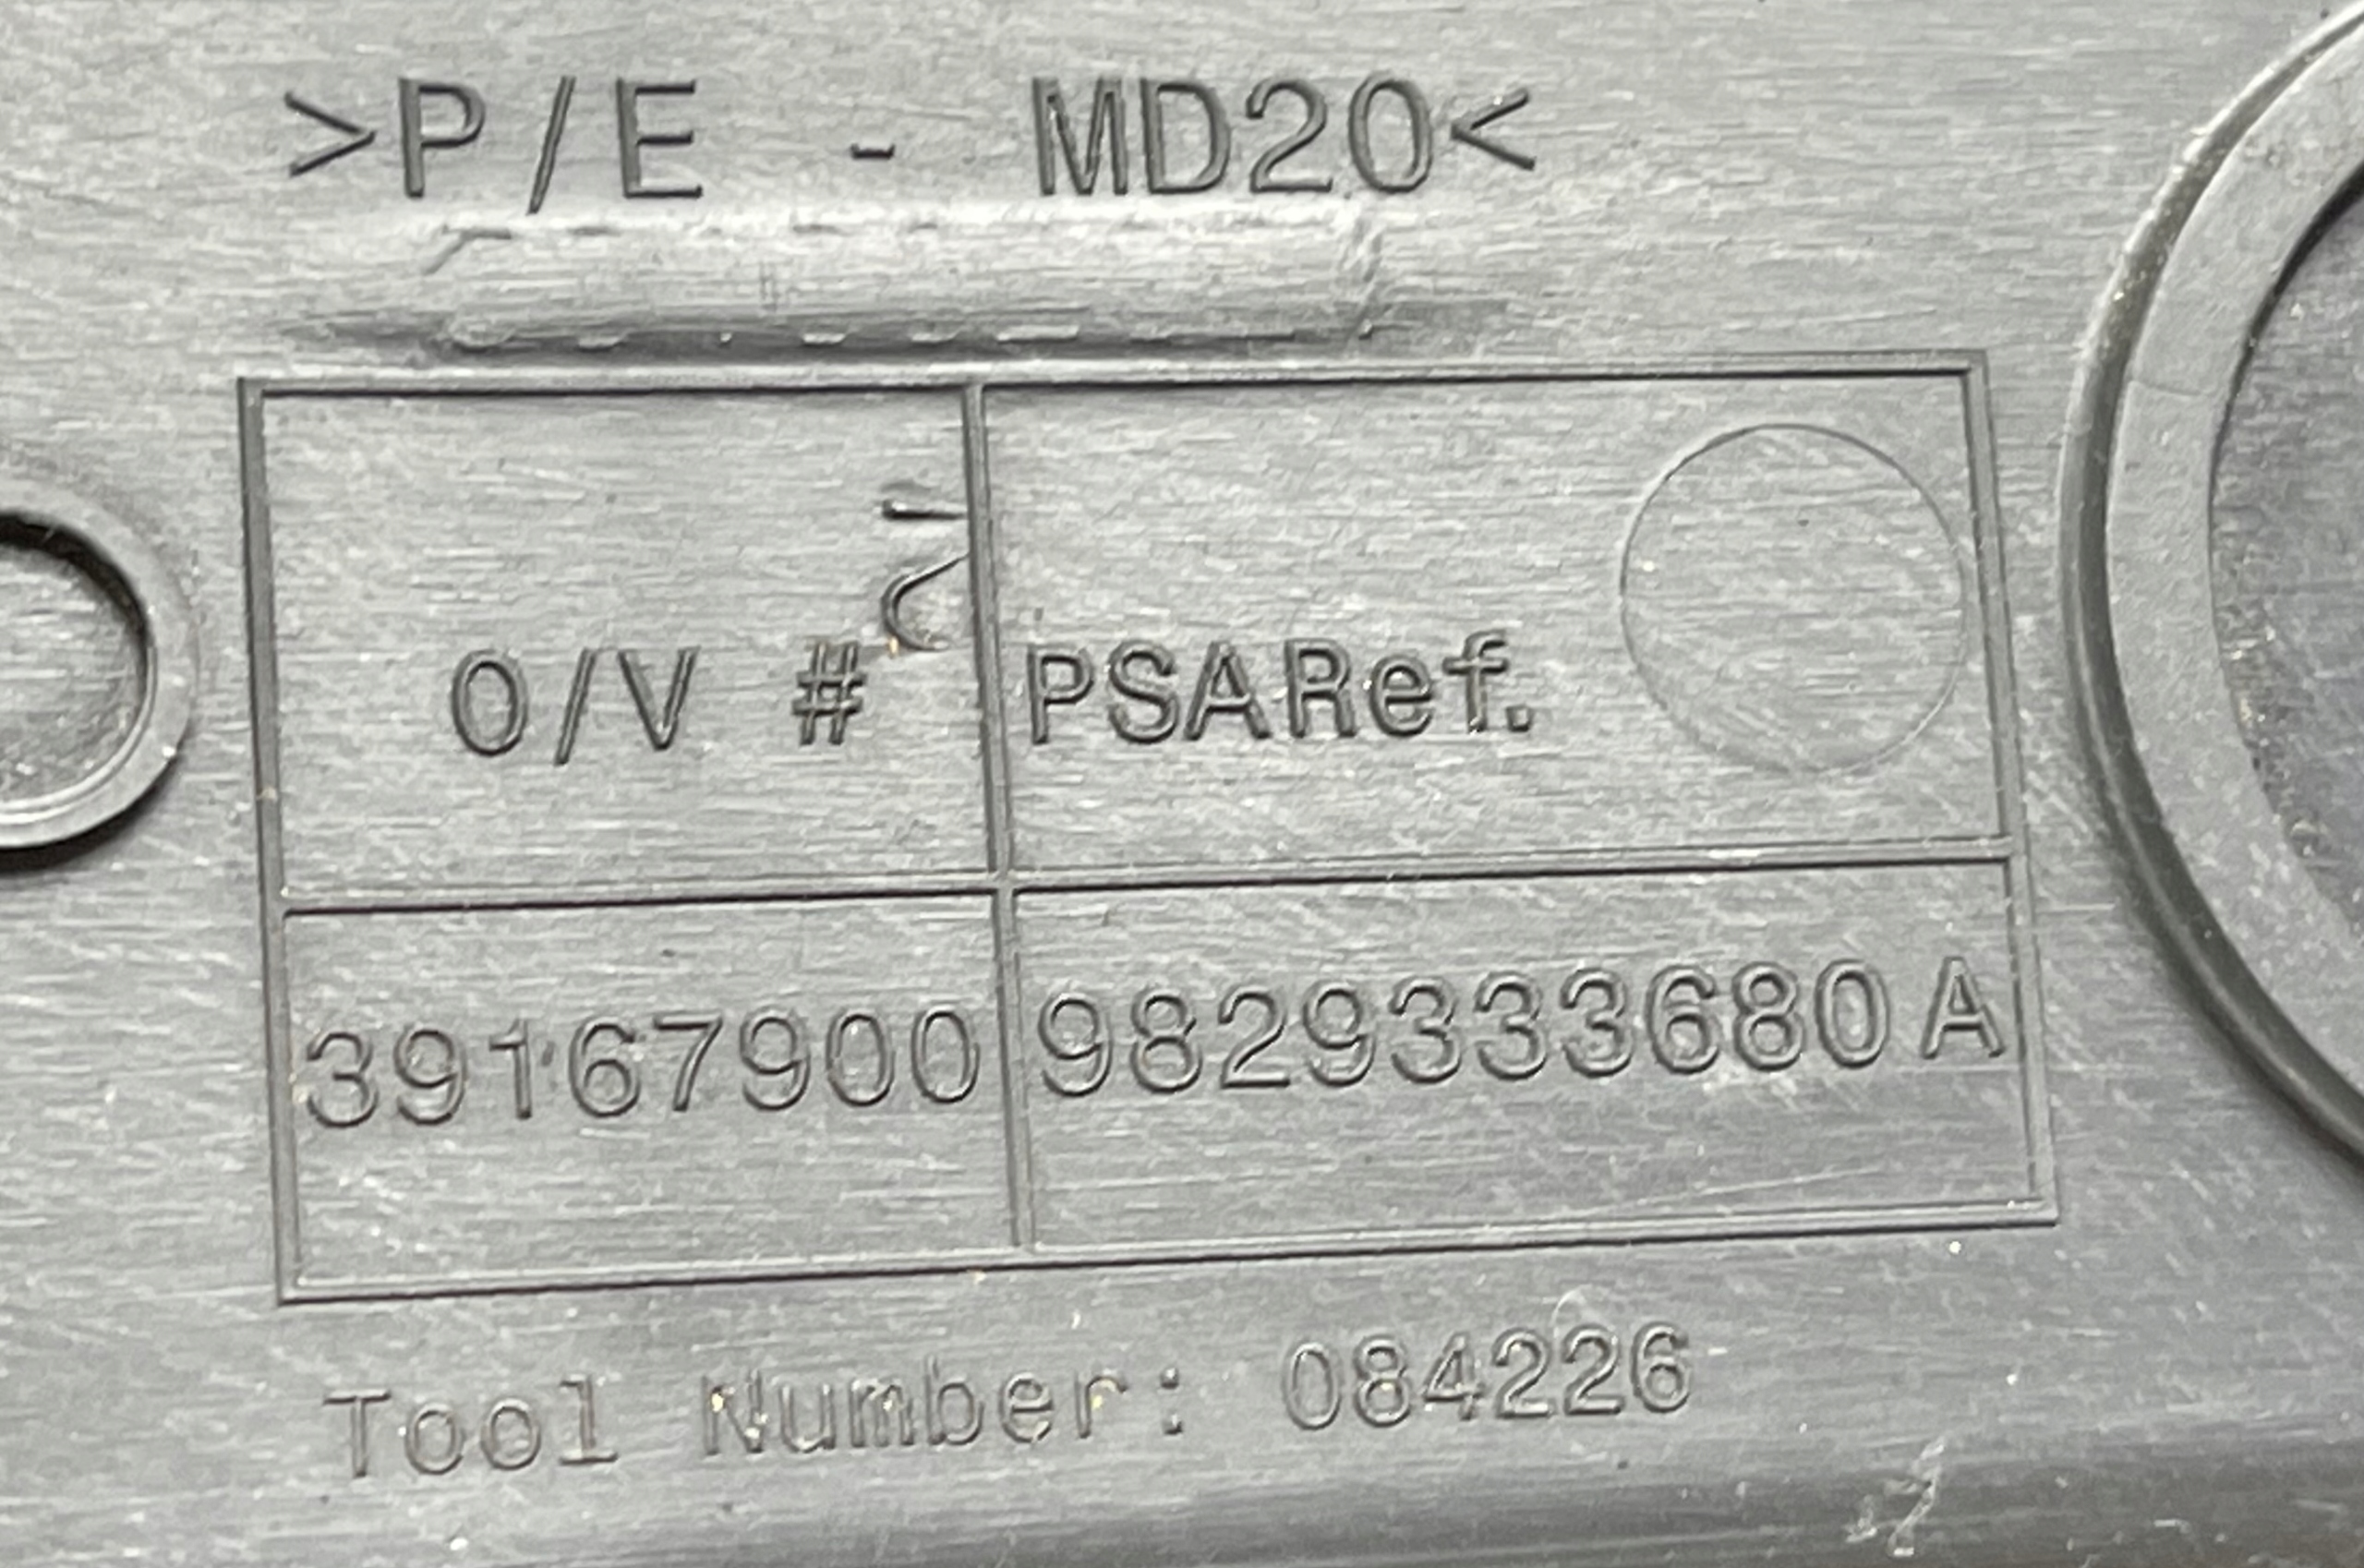 >P/E - MD20<
O/V # PSARef.
39167900 9829333680 A
Tool Number: 084226